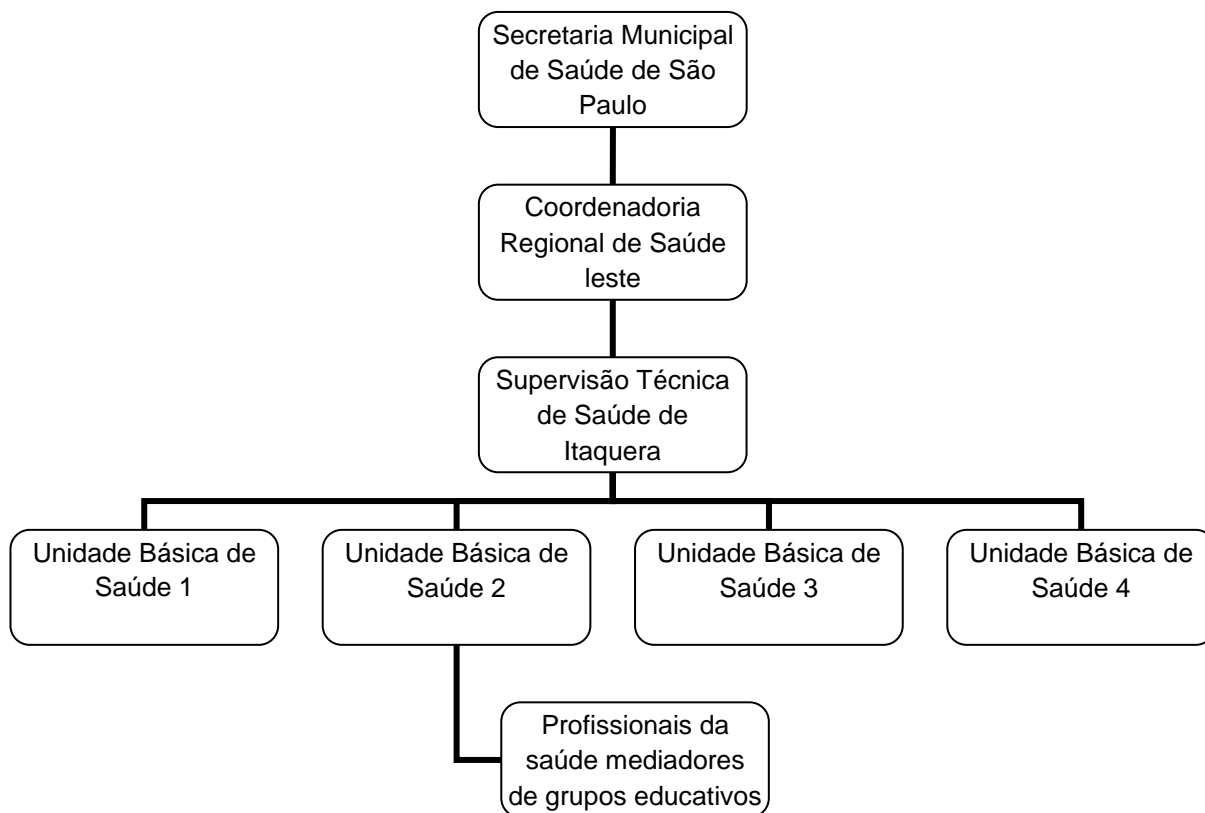 Secretaria Municipal
de Saúde de São
Paulo
Coordenadoria
Regional de Saúde
leste
Supervisão Técnica
de Saúde de
Itaquera
Unidade Básica de
Saúde 1
Unidade Básica de
Saúde 2
Unidade Básica de
Saúde 3
Unidade Básica de
Saúde 4
Profissionais da
saúde mediadores
de grupos educativos